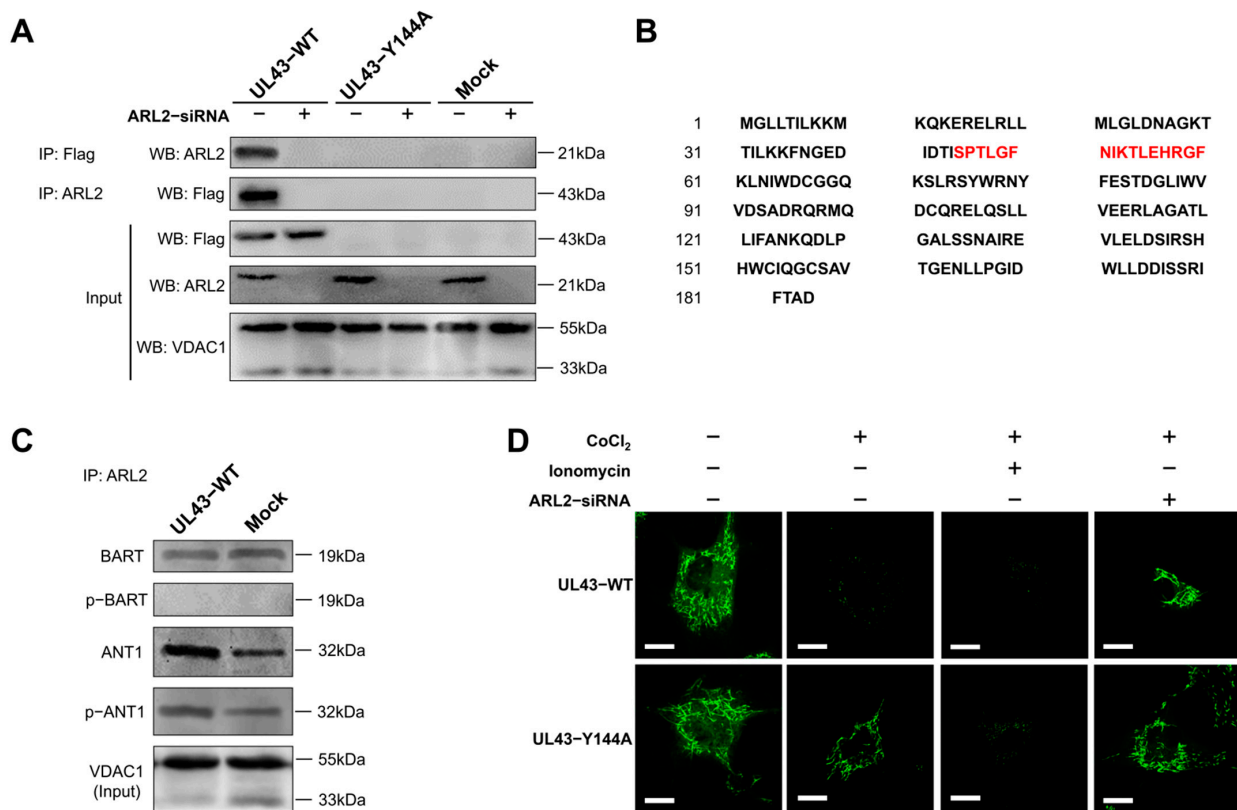 A
UL43−WT
UL43−Y144A
Mock
ARL2−siRNA − + − + − +
IP: Flag WB: ARL2 21kDa
IP: ARL2 WB: Flag 43kDa
Input
WB: Flag 43kDa
WB: ARL2 21kDa
WB: VDAC1 55kDa
33kDa
B
1 MGLLTILKKM KQKERELRLL MLGLDNAGKT
31 TILKKFNGED IDTISPTLGF NIKTLEHRGF
61 KLNIWDCGGQ KSLRSYWRNY FESTDGLIWV
91 VDSADRQRMQ DCQRELQSLL VEERLAGATL
121 LIFANKQDLP GALSSNAIRE VLELDSIRSH
151 HWCIQGCSAV TGENLLPGID WLLDDISSRI
181 FTAD
C
IP: ARL2
UL43−WT
Mock
BART 19kDa
p−BART 19kDa
ANT1 32kDa
p−ANT1 32kDa
VDAC1 55kDa
(Input) 33kDa
D
CoCl₂ − + + +
Ionomycin − − + −
ARL2−siRNA − − − +
UL43−WT
UL43−Y144A